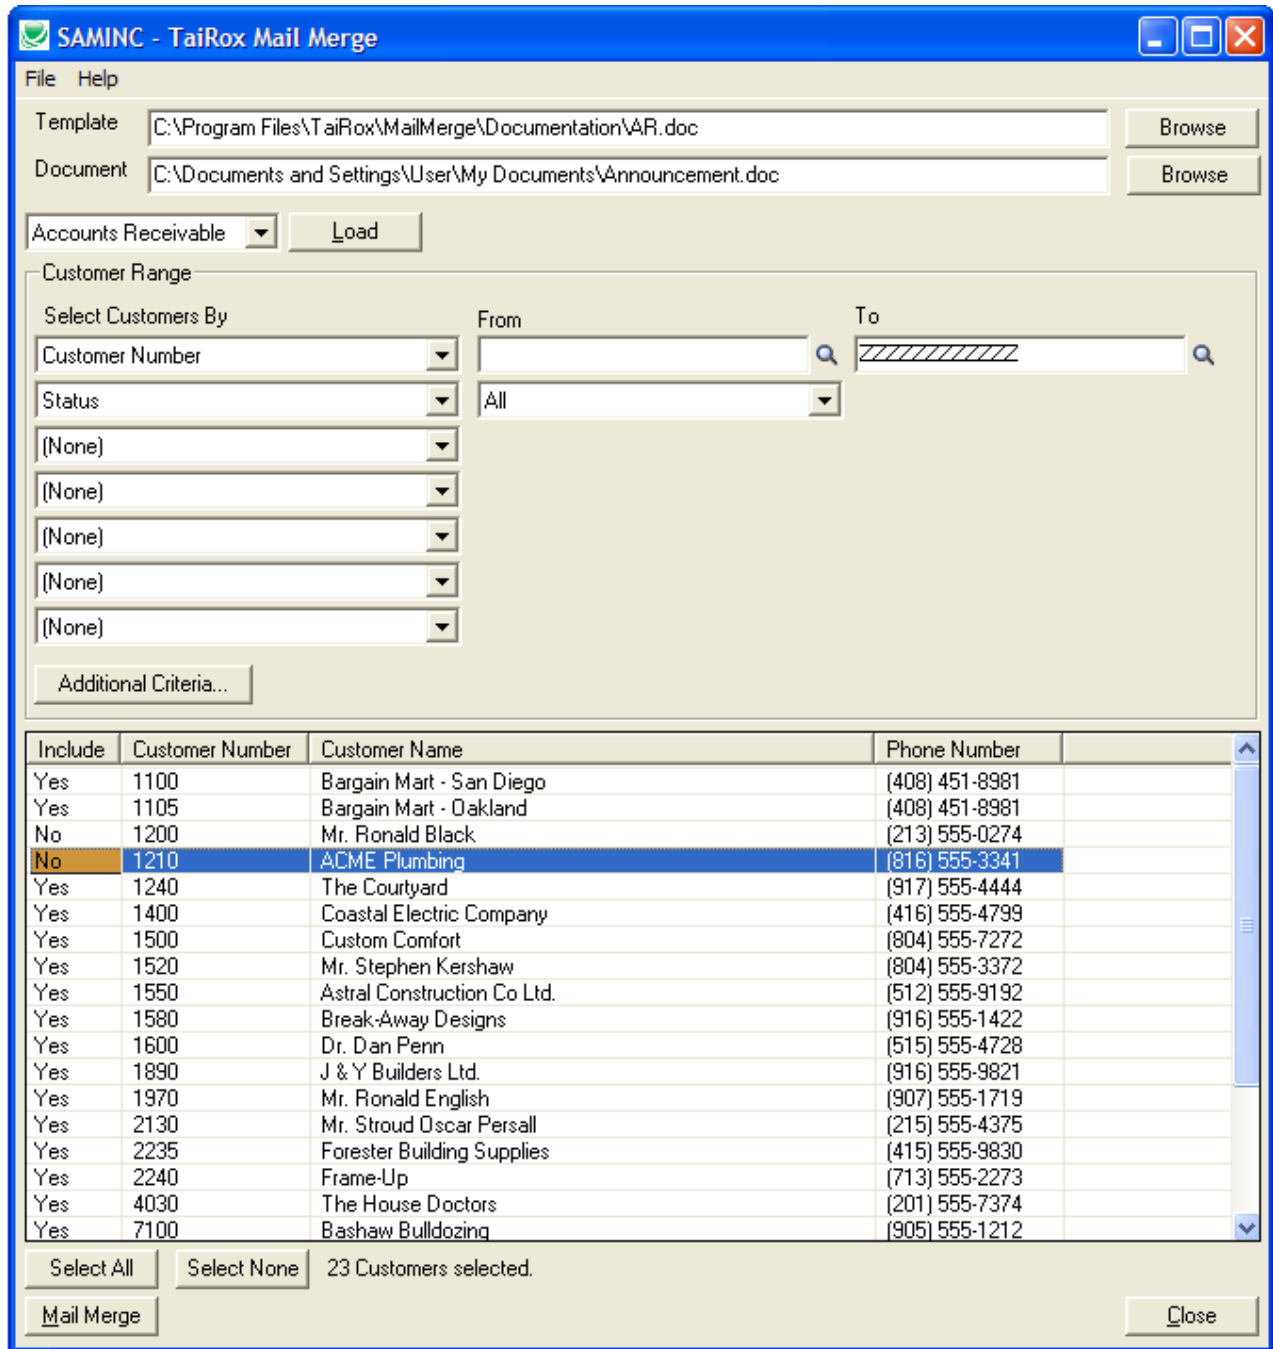 SAMINC - TaiRox Mail Merge
File Help
Template C:\Program Files\TaiRox\MailMerge\Documentation\AR.doc Browse
Document C:\Documents and Settings\User\My Documents\Announcement.doc Browse
Accounts Receivable Load
Customer Range
Select Customers By From To
Customer Number ZZZZZZZZZZZZ
Status All
(None)
(None)
(None)
(None)
(None)
Additional Criteria...
Include Customer Number Customer Name Phone Number
Yes 1100 Bargain Mart - San Diego (408) 451-8981
Yes 1105 Bargain Mart - Oakland (408) 451-8981
No 1200 Mr. Ronald Black (213) 555-0274
No 1210 ACME Plumbing (816) 555-3341
Yes 1240 The Courtyard (917) 555-4444
Yes 1400 Coastal Electric Company (416) 555-4799
Yes 1500 Custom Comfort (804) 555-7272
Yes 1520 Mr. Stephen Kershaw (804) 555-3372
Yes 1550 Astral Construction Co Ltd. (512) 555-9192
Yes 1580 Break-Away Designs (916) 555-1422
Yes 1600 Dr. Dan Penn (515) 555-4728
Yes 1890 J & Y Builders Ltd. (916) 555-9821
Yes 1970 Mr. Ronald English (907) 555-1719
Yes 2130 Mr. Stroud Oscar Persall (215) 555-4375
Yes 2235 Forester Building Supplies (415) 555-9830
Yes 2240 Frame-Up (713) 555-2273
Yes 4030 The House Doctors (201) 555-7374
Yes 7100 Bashaw Bulldozing (905) 555-1212
Select All Select None 23 Customers selected.
Mail Merge Close